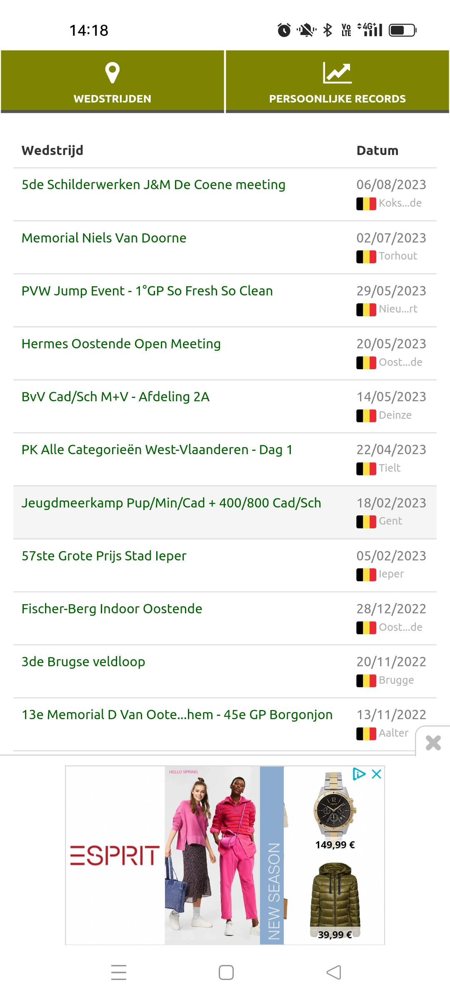 14:18
Vo
LTE
4G+
WEDSTRIJDEN
PERSOONLIJKE RECORDS
Wedstrijd Datum
5de Schilderwerken J&M De Coene meeting 06/08/2023
Koks...de
Memorial Niels Van Doorne 02/07/2023
Torhout
PVW Jump Event - 1°GP So Fresh So Clean 29/05/2023
Nieu...rt
Hermes Oostende Open Meeting 20/05/2023
Oost...de
BvV Cad/Sch M+V - Afdeling 2A 14/05/2023
Deinze
PK Alle Categorieën West-Vlaanderen - Dag 1 22/04/2023
Tielt
Jeugdmeerkamp Pup/Min/Cad + 400/800 Cad/Sch 18/02/2023
Gent
57ste Grote Prijs Stad Ieper 05/02/2023
Ieper
Fischer-Berg Indoor Oostende 28/12/2022
Oost...de
3de Brugse veldloop 20/11/2022
Brugge
13e Memorial D Van Oote...hem - 45e GP Borgonjon 13/11/2022
Aalter
HELLO SPRING
ESPRIT
NEW SEASON
12
ESPRIT
149,99 €
39,99 €